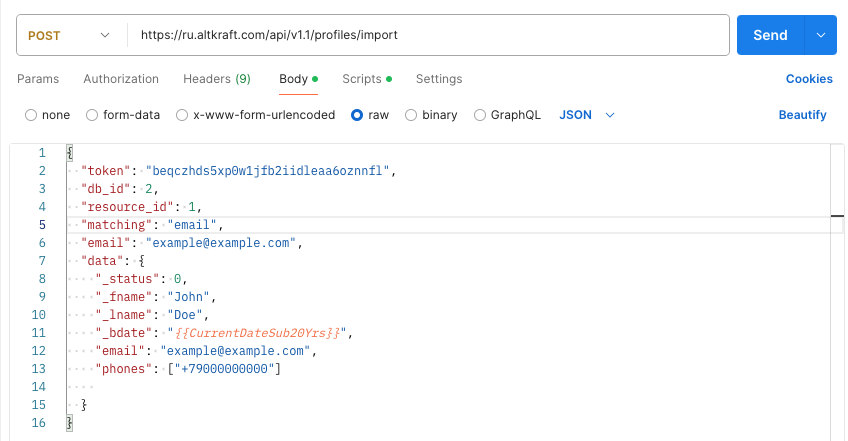 POST https://ru.altkraft.com/api/v1.1/profiles/import Send
Params Authorization Headers (9) Body Scripts Settings Cookies
none form-data x-www-form-urlencoded raw binary GraphQL JSON Beautify
1 {
2 "token": "beqczhds5xp0w1jfb2iidleaa6oznnfl",
3 "db_id": 2,
4 "resource_id": 1,
5 "matching": "email",
6 "email": "example@example.com",
7 "data": {
8 "_status": 0,
9 "_fname": "John",
10 "_lname": "Doe",
11 "_bdate": "{{CurrentDateSub20Yrs}}",
12 "email": "example@example.com",
13 "phones": ["+79000000000"]
14
15 }
16 }